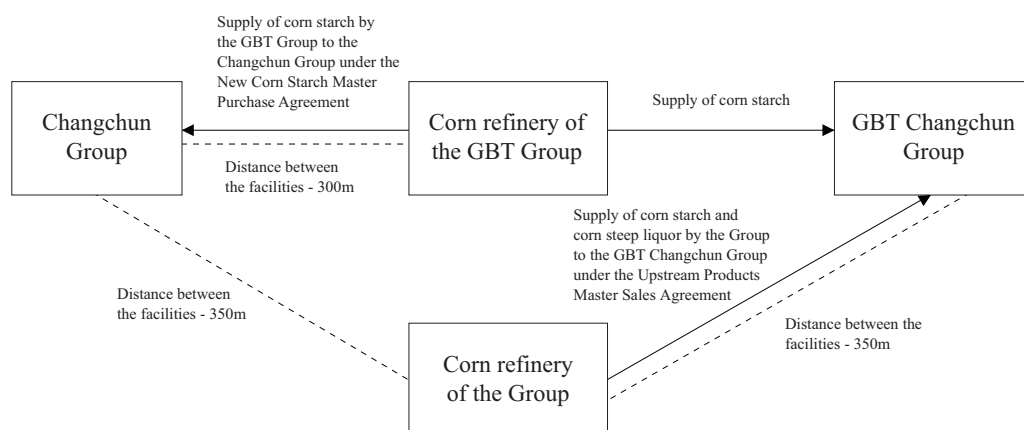 Supply of corn starch by
the GBT Group to the
Changchun Group under the
New Corn Starch Master
Purchase Agreement
Changchun
Group
Distance between
the facilities - 300m
Corn refinery of
the GBT Group
Supply of corn starch
GBT Changchun
Group
Supply of corn starch and
corn steep liquor by the Group
to the GBT Changchun Group
under the Upstream Products
Master Sales Agreement
Distance between
the facilities - 350m
Distance between the
facilities - 350m
Corn refinery
of the Group